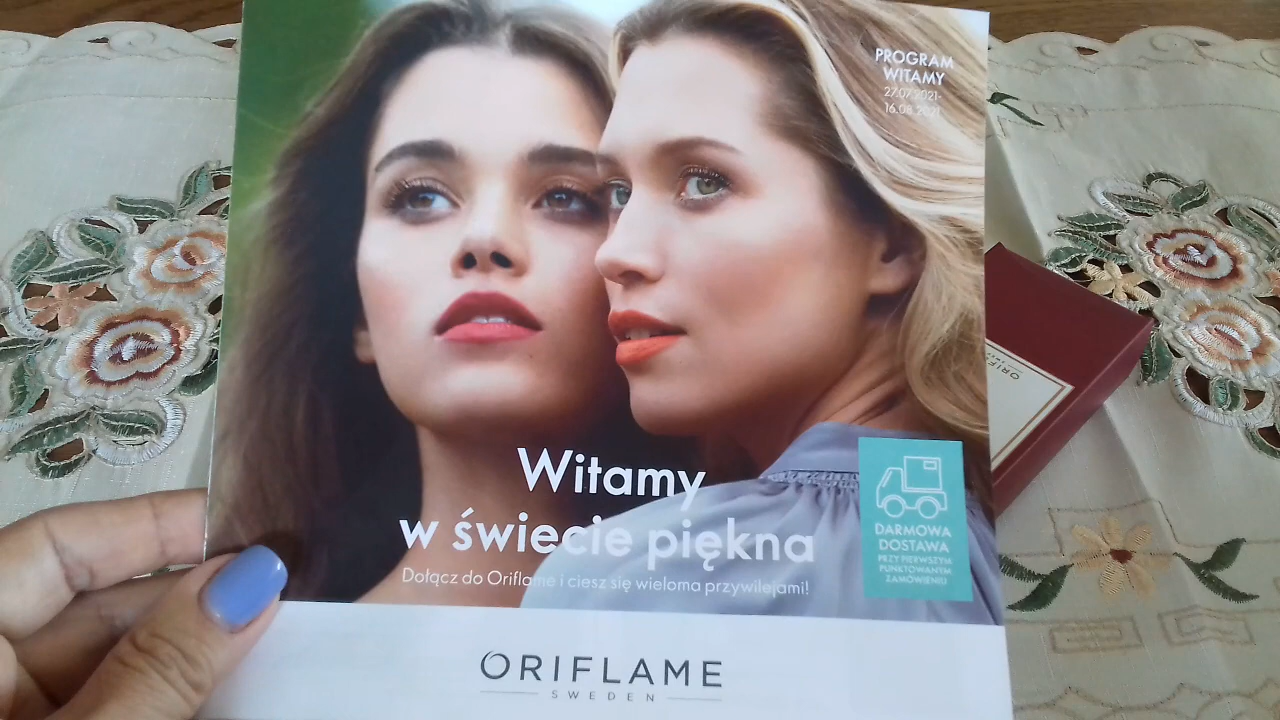 PROGRAM
WITAMY
27.07.2021-
16.08.2021
Witamy
w świecie piękna
Dołącz do Oriflame i ciesz się wieloma przywilejami!
DARMOWA
DOSTAWA
PRZY PIERWSZYM
PUNKTOWANYM
ZAMÓWIENIU
ORIFLAME
SWEDEN